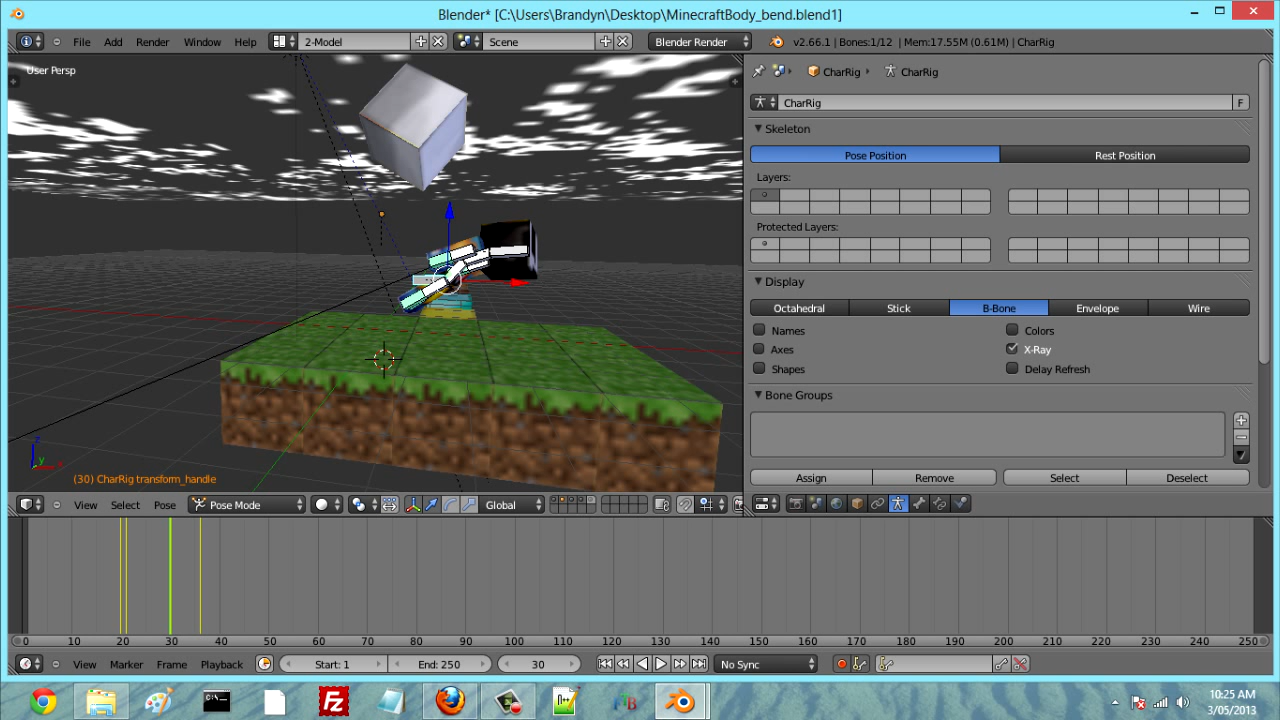 Blender* [C:\Users\Brandyn\Desktop\MinecraftBody_bend.blend1]
File Add Render Window Help 2-Model Scene Blender Render v2.66.1 | Bones:1/12 | Mem:17.55M (0.61M) | CharRig
User Persp
CharRig CharRig
CharRig F
Skeleton
Pose Position Rest Position
Layers:
Protected Layers:
Display
Octahedral Stick B-Bone Envelope Wire
Names Colors
Axes X-Ray
Shapes Delay Refresh
Bone Groups
Assign Remove Select Deselect
z
y x
(30) CharRig transform_handle
View Select Pose Pose Mode Global
0 10 20 30 40 50 60 70 80 90 100 110 120 130 140 150 160 170 180 190 200 210 220 230 240 250
View Marker Frame Playback Start: 1 End: 250 30 No Sync
10:25 AM
3/05/2013